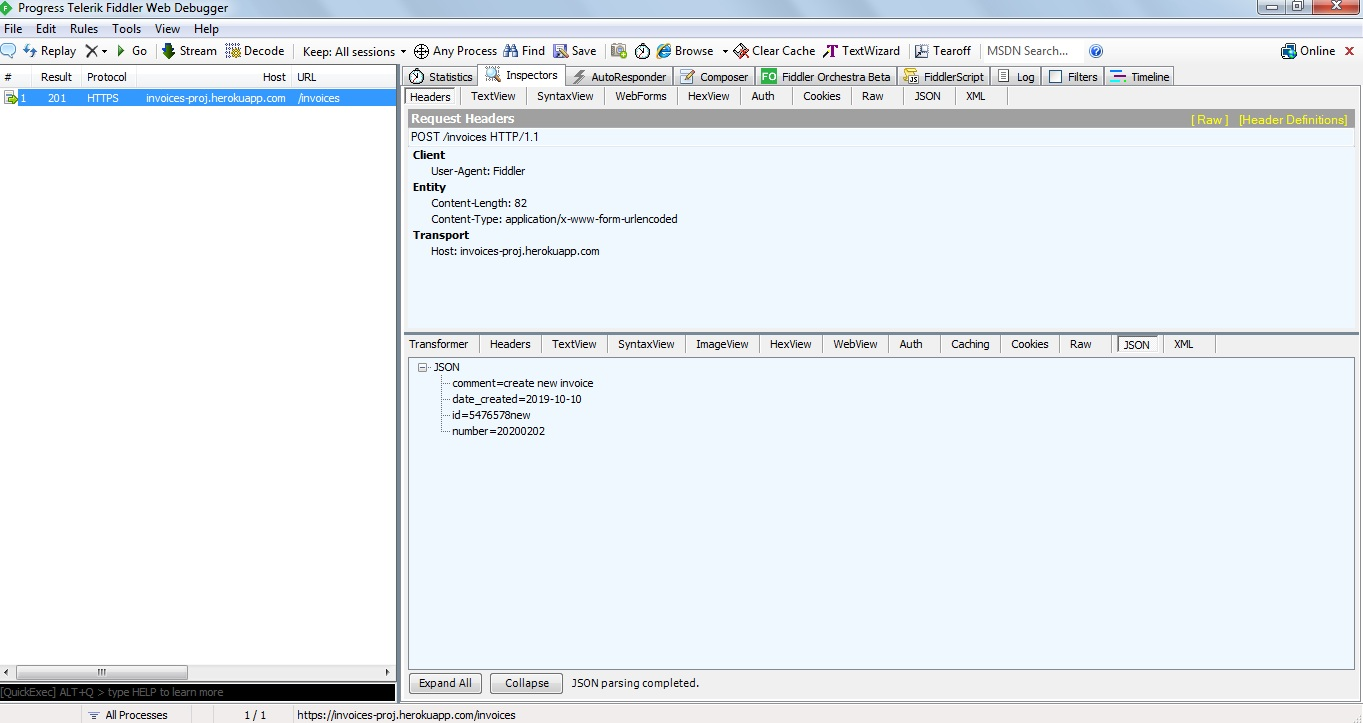 Progress Telerik Fiddler Web Debugger
File Edit Rules Tools View Help
Replay Go Stream Decode Keep: All sessions Any Process Find Save Browse Clear Cache TextWizard Tearoff MSDN Search... Online
# Result Protocol Host URL
1 201 HTTPS invoices-proj.herokuapp.com /invoices
Statistics Inspectors AutoResponder Composer FO Fiddler Orchestra Beta FiddlerScript Log Filters Timeline
Headers TextView SyntaxView WebForms HexView Auth Cookies Raw JSON XML
Request Headers [ Raw ] [Header Definitions]
POST /invoices HTTP/1.1
Client
User-Agent: Fiddler
Entity
Content-Length: 82
Content-Type: application/x-www-form-urlencoded
Transport
Host: invoices-proj.herokuapp.com
Transformer Headers TextView SyntaxView ImageView HexView WebView Auth Caching Cookies Raw JSON XML
JSON
comment=create new invoice
date_created=2019-10-10
id=5476578new
number=20200202
Expand All Collapse JSON parsing completed.
[QuickExec] ALT+Q > type HELP to learn more
All Processes 1 / 1 https://invoices-proj.herokuapp.com/invoices